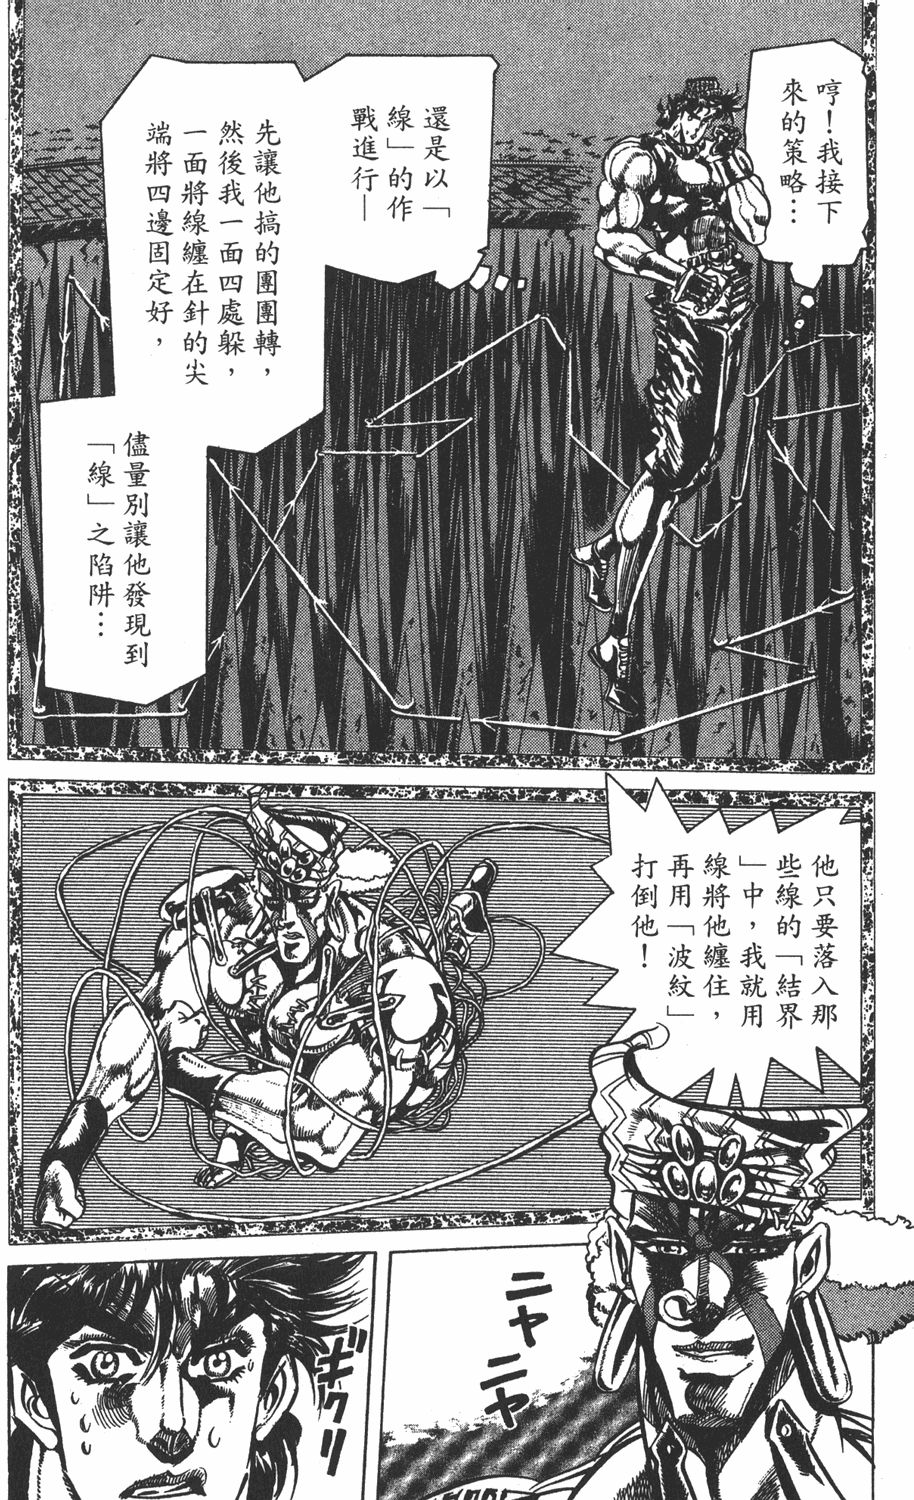 哼！我接下
來的策略…
還是以「
線」的作
戰進行—
先讓他搞的團團轉，
然後我一面四處躲，
一面將線纏在針的尖
端將四邊固定好，
儘量別讓他發現到
「線」之陷阱…
他只要落入那
些線的「結界
」中，我就用
線將他纏住，
再用「波紋」
打倒他！
ニャニャ
ギクリ